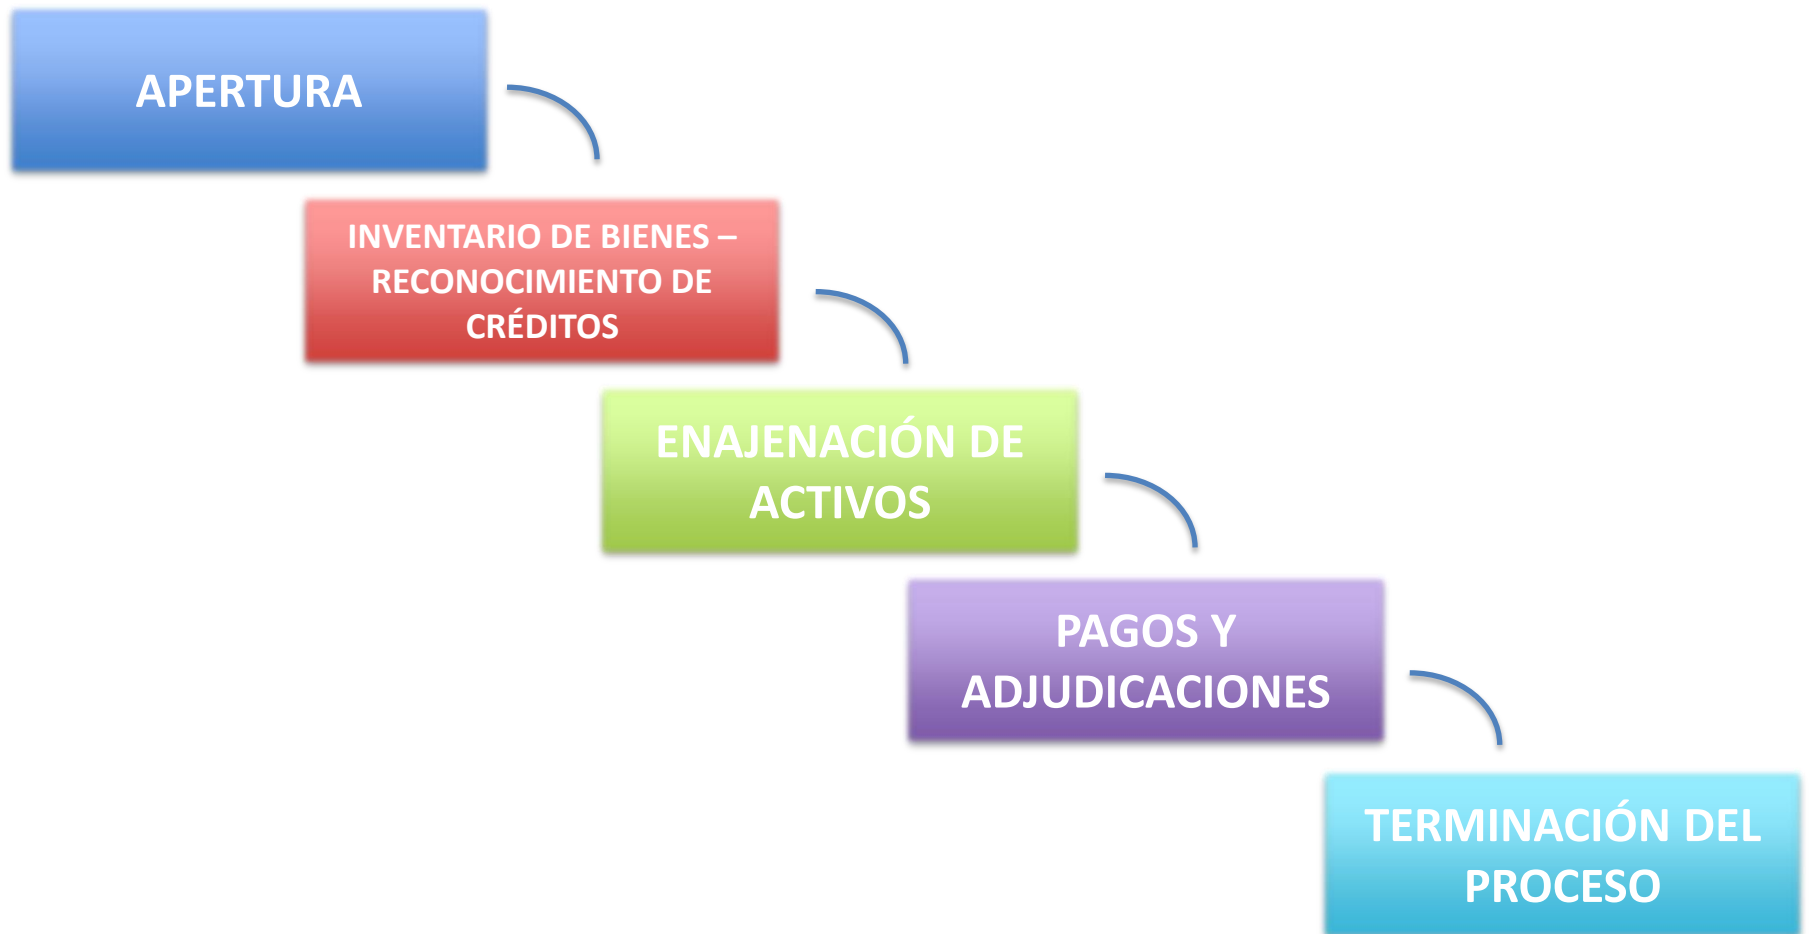 APERTURA
INVENTARIO DE BIENES –
RECONOCIMIENTO DE
CRÉDITOS
ENAJENACIÓN DE
ACTIVOS
PAGOS Y
ADJUDICACIONES
TERMINACIÓN DEL
PROCESO